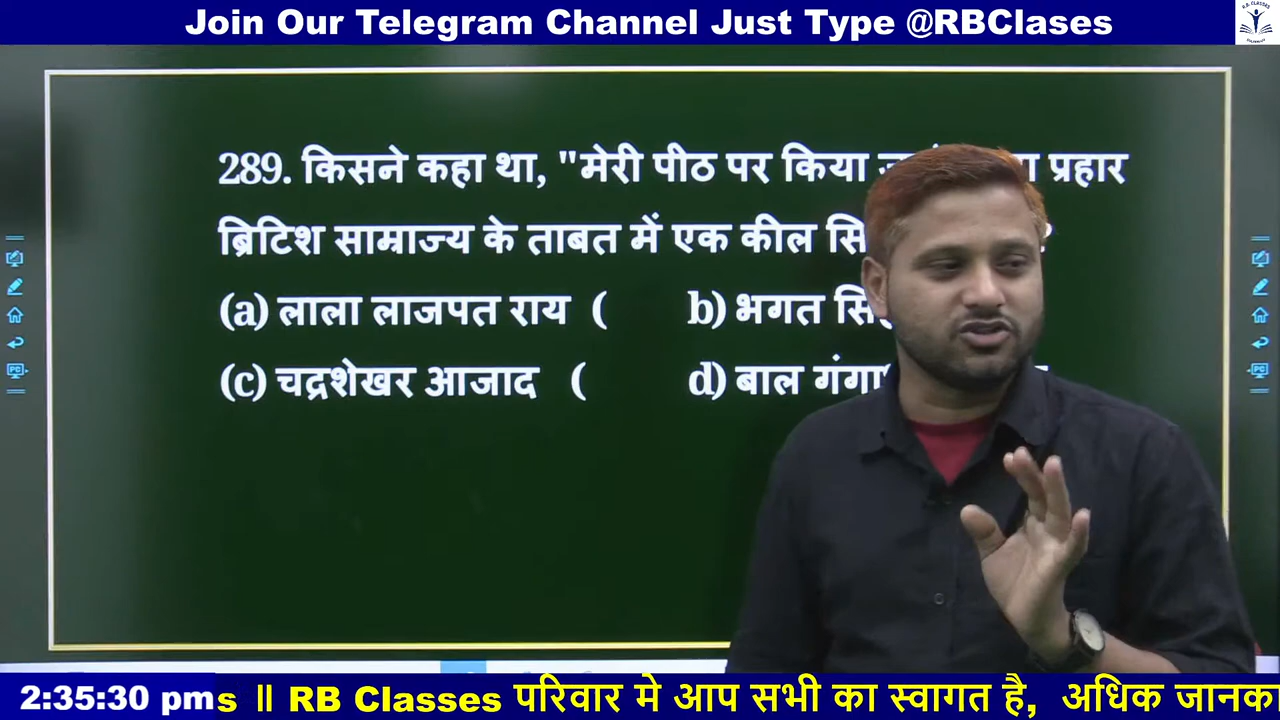 Join Our Telegram Channel Just Type @RBClases
289. किसने कहा था, "मेरी पीठ पर किया प्रहार
ब्रिटिश साम्राज्य के ताबत में एक कील
(a) लाला लाजपत राय ( b) भगत
(c) चद्रशेखर आजाद ( d) बाल
2:35:30 pm s || RB Classes परिवार मे आप सभी का स्वागत है, अधिक